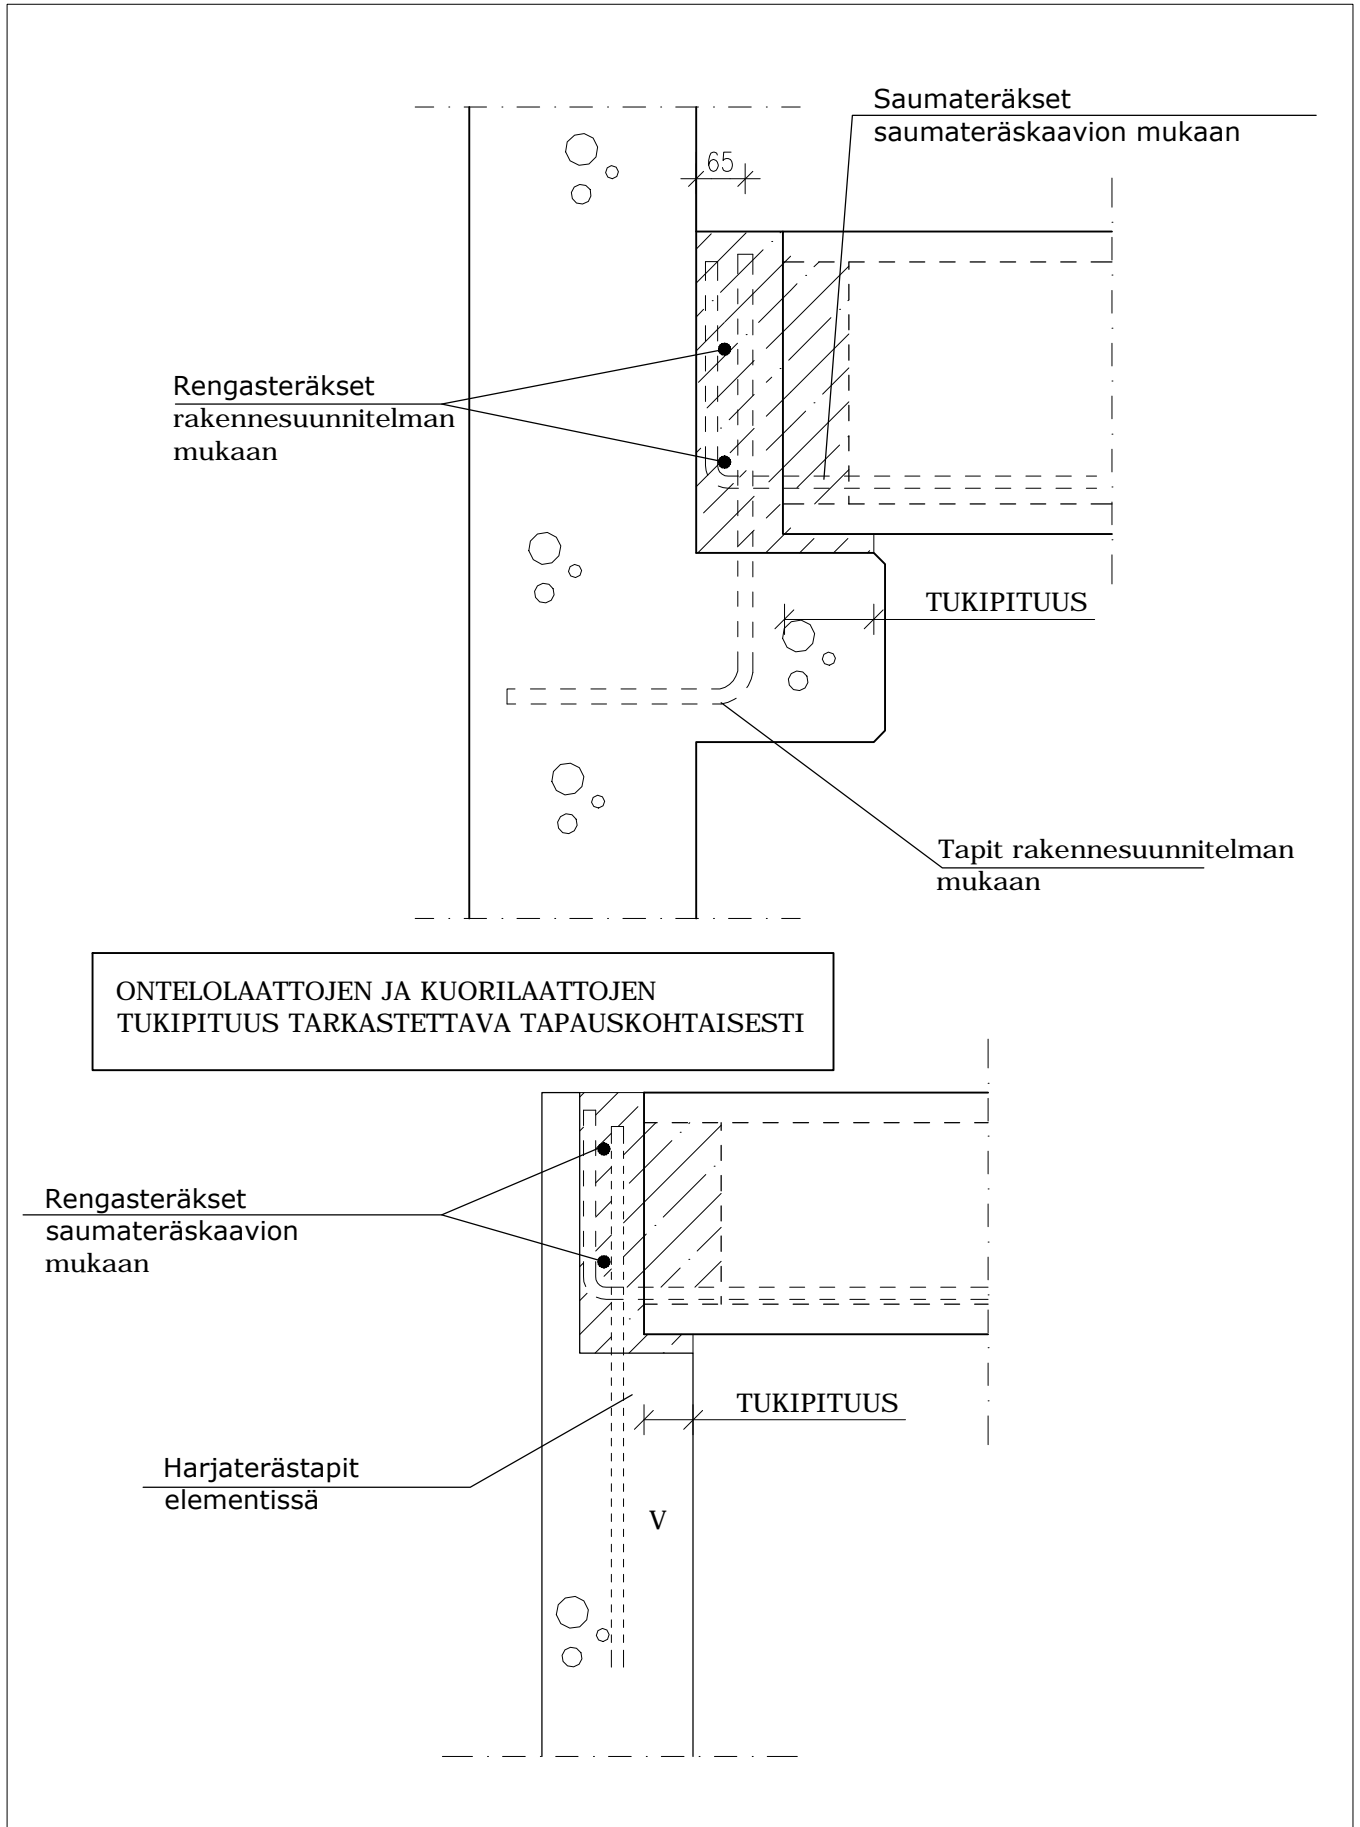 Saumateräkset
saumateräskaavion mukaan
65
Rengasteräkset
rakennesuunnitelman
mukaan
TUKIPITUUS
Tapit rakennesuunnitelman
mukaan
ONTELOLAATTOJEN JA KUORILAATTOJEN
TUKIPITUUS TARKASTETTAVA TAPAUSKOHTAISESTI
Rengasteräkset
saumateräskaavion
mukaan
TUKIPITUUS
Harjaterästapit
elementissä
V